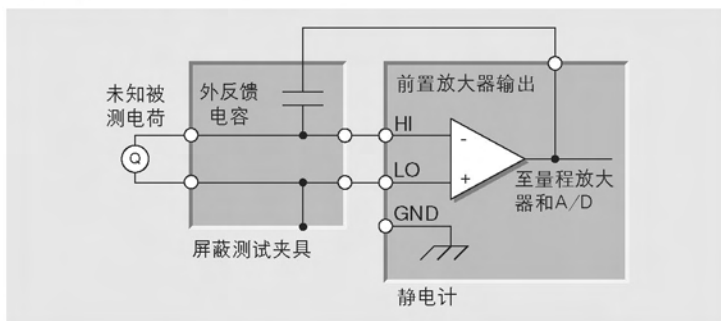 未知被
测电荷
Q
外反馈
电容
屏蔽测试夹具
前置放大器输出
HI
-
LO
+
GND
至量程放大
器和A/D
静电计